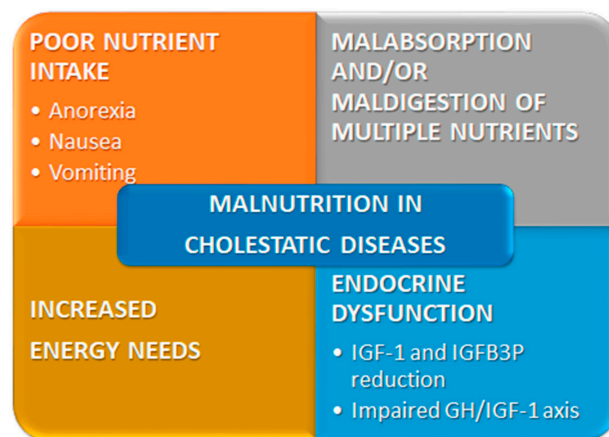 POOR NUTRIENT
INTAKE
• Anorexia
• Nausea
• Vomiting
MALABSORPTION
AND/OR
MALDIGESTION OF
MULTIPLE NUTRIENTS
MALNUTRITION IN
CHOLESTATIC DISEASES
INCREASED
ENERGY NEEDS
ENDOCRINE
DYSFUNCTION
• IGF-1 and IGFB3P
reduction
• Impaired GH/IGF-1 axis